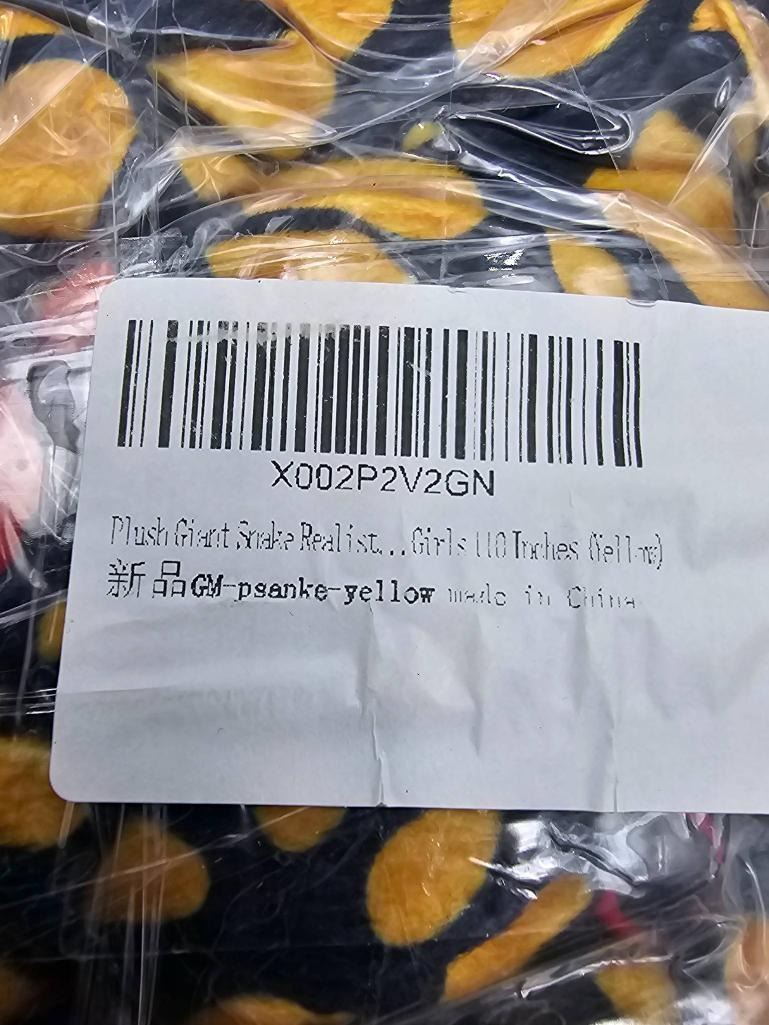 X002P2V2GN
Plush Giant Snake Realist...Girls 110 Inches (Yellow)
新品GM-psanke-yellow made in China